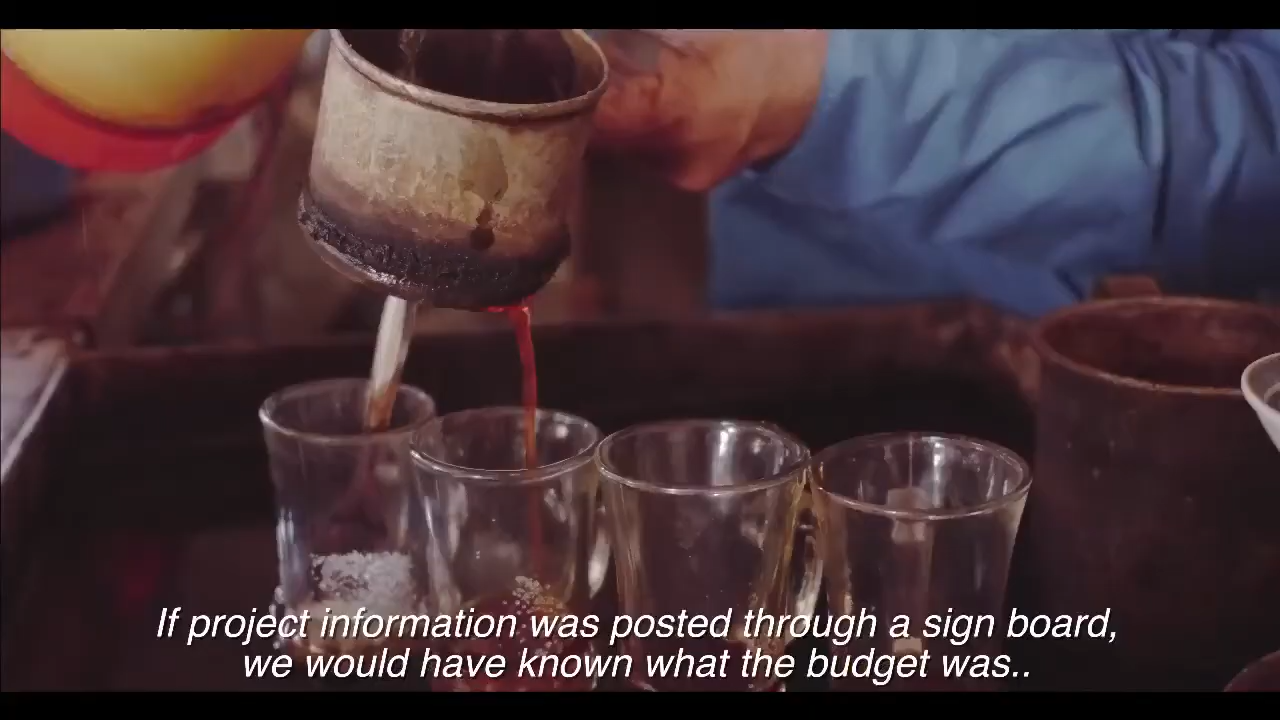 If project information was posted through a sign board,
we would have known what the budget was..